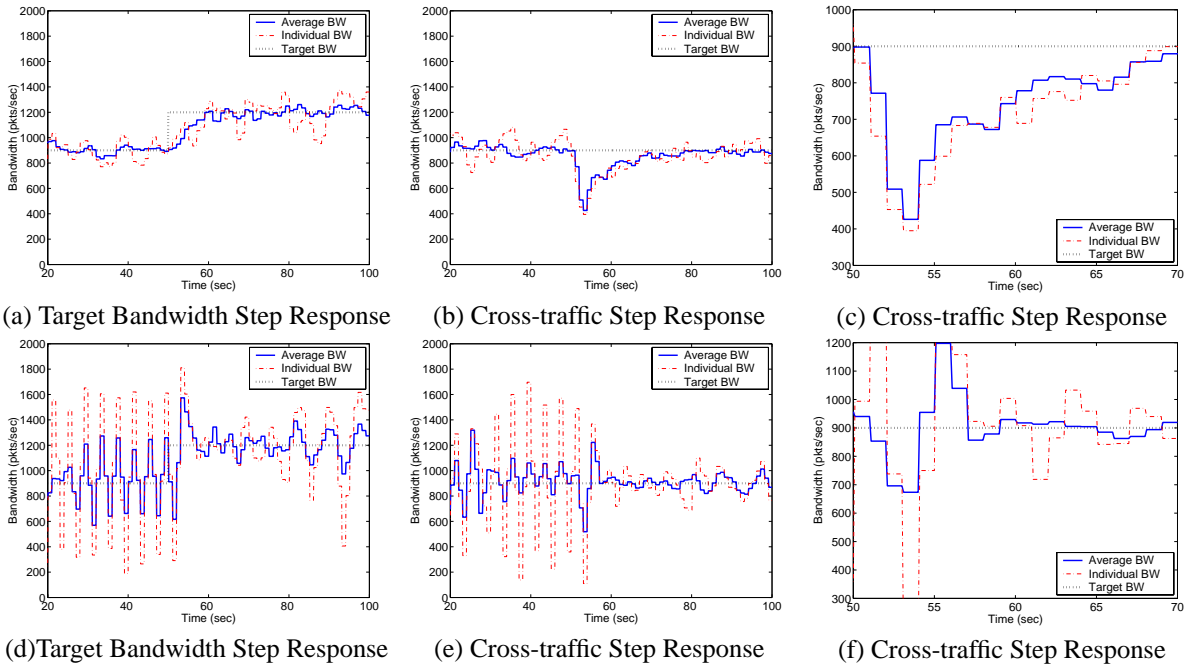 2000
1800
1600
1400
1200
1000
800
600
400
200
0
Bandwidth (pkts/sec)
Average BW
Individual BW
Target BW
20 40 60 80 100
Time (sec)
(a) Target Bandwidth Step Response
2000
1800
1600
1400
1200
1000
800
600
400
200
0
Bandwidth (pkts/sec)
Average BW
Individual BW
Target BW
20 40 60 80 100
Time (sec)
(b) Cross-traffic Step Response
1000
900
800
700
600
500
400
300
Bandwidth (pkts/sec)
Average BW
Individual BW
Target BW
50 55 60 65 70
Time (sec)
(c) Cross-traffic Step Response
2000
1800
1600
1400
1200
1000
800
600
400
200
0
Bandwidth (pkts/sec)
Average BW
Individual BW
Target BW
20 40 60 80 100
Time (sec)
(d)Target Bandwidth Step Response
2000
1800
1600
1400
1200
1000
800
600
400
200
0
Bandwidth (pkts/sec)
Average BW
Individual BW
Target BW
20 40 60 80 100
Time (sec)
(e) Cross-traffic Step Response
1200
1100
1000
900
800
700
600
500
400
300
Bandwidth (pkts/sec)
Average BW
Individual BW
Target BW
50 55 60 65 70
Time (sec)
(f) Cross-traffic Step Response